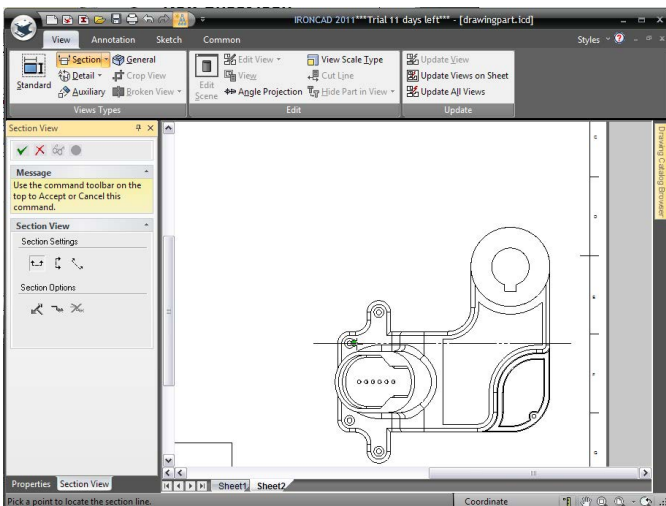 IRONCAD 2011***Trial 11 days left*** - [drawingpart.icd]
View Annotation Sketch Common Styles
Standard
Section
Detail
Auxiliary
General
Crop View
Broken View
Views Types
Edit Scene
Edit View
View
Angle Projection
View Scale Type
Cut Line
Hide Part in View
Edit
Update View
Update Views on Sheet
Update All Views
Update
Section View
Message
Use the command toolbar on the
top to Accept or Cancel this
command.
Section View
Section Settings
Section Options
Drawing Catalog Browser
Properties Section View
Sheet1 Sheet2
Pick a point to locate the section line.
Coordinate